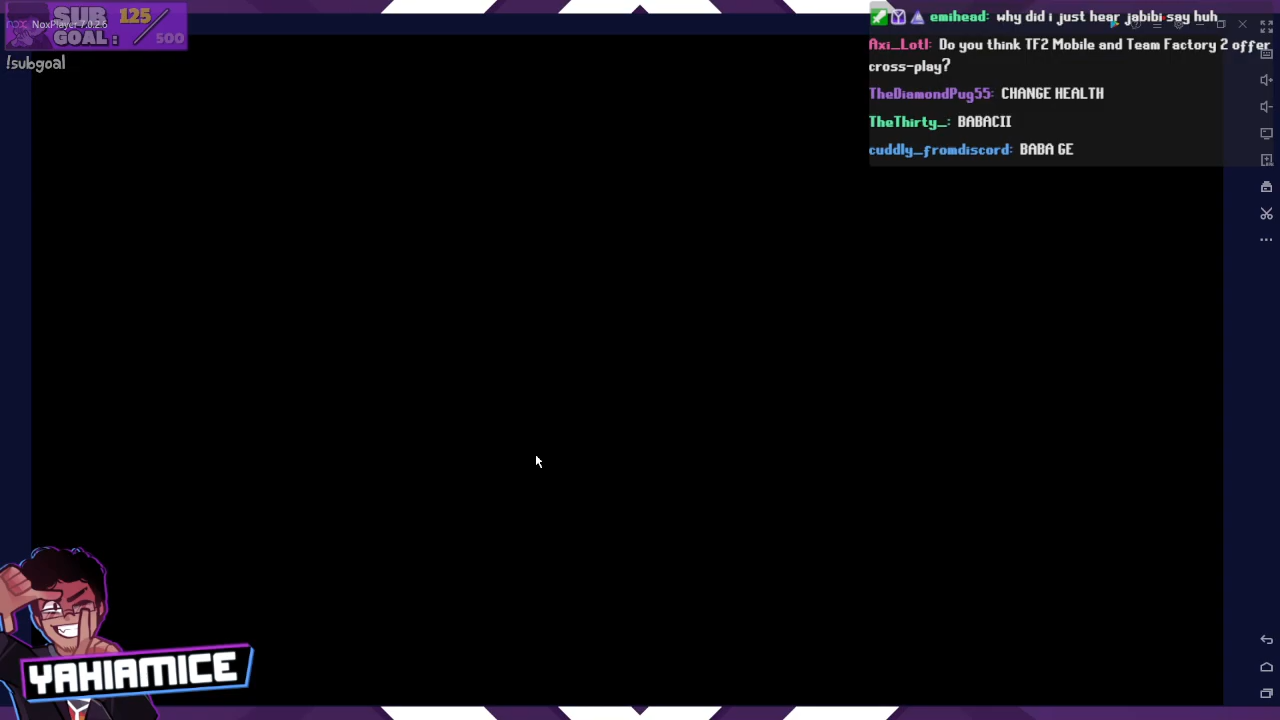 SUB GOAL : 125 / 500
NoxPlayer 7.0.2.6
!subgoal
emihead: why did i just hear jabibi say huh
Axi_Lotl: Do you think TF2 Mobile and Team Factory 2 offer
cross-play?
TheDiamondPug55: CHANGE HEALTH
TheThirty_: BABACII
cuddly_fromdiscord: BABA GE
YAHIAMICE